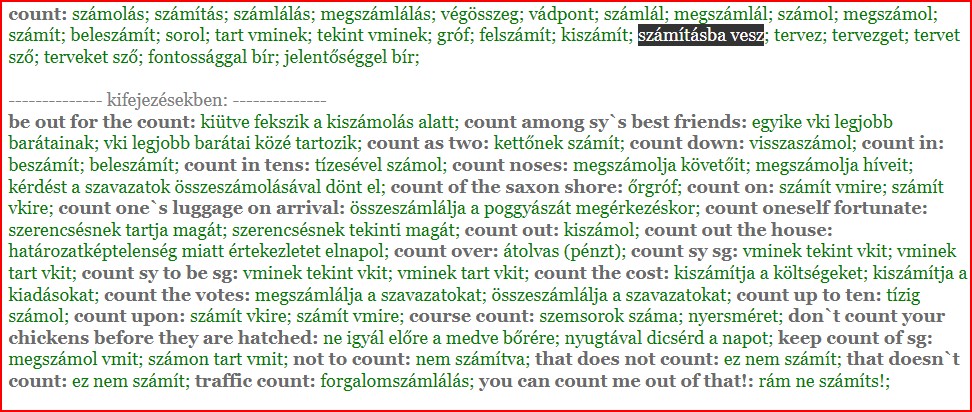 count: számolás; számítás; számlálás; megszámlálás; végösszeg; vádpont; számlál; megszámlál; számol; megszámol;
számít; beleszámít; sorol; tart vminek; tekint vminek; gróf; felszámít; kiszámít; számításba vesz; tervez; tervezget; tervet
sző; terveket sző; fontossággal bír; jelentőséggel bír;
-------------- kifejezésekben: --------------
be out for the count: kiütve fekszik a kiszámolás alatt; count among sy`s best friends: egyike vki legjobb
barátainak; vki legjobb barátai közé tartozik; count as two: kettőnek számít; count down: visszaszámol; count in:
beszámít; beleszámít; count in tens: tízesével számol; count noses: megszámolja követőit; megszámolja híveit;
kérdést a szavazatok összeszámolásával dönt el; count of the saxon shore: őrgróf; count on: számít vmire; számít
vkire; count one`s luggage on arrival: összeszámlálja a poggyászát megérkezéskor; count oneself fortunate:
szerencsésnek tartja magát; szerencsésnek tekinti magát; count out: kiszámol; count out the house:
határozatképtelenség miatt értekezletet elnapol; count over: átolvas (pénzt); count sy sg: vminek tekint vkit; vminek
tart vkit; count sy to be sg: vminek tekint vkit; vminek tart vkit; count the cost: kiszámítja a költségeket; kiszámítja a
kiadásokat; count the votes: megszámlálja a szavazatokat; összeszámlálja a szavazatokat; count up to ten: tízig
számol; count upon: számít vkire; számít vmire; course count: szemsorok száma; nyersméret; don`t count your
chickens before they are hatched: ne igyál előre a medve bőrére; nyugtával dicsérd a napot; keep count of sg:
megszámol vmit; számon tart vmit; not to count: nem számítva; that does not count: ez nem számít; that doesn`t
count: ez nem számít; traffic count: forgalomszámlálás; you can count me out of that!: rám ne számíts!;